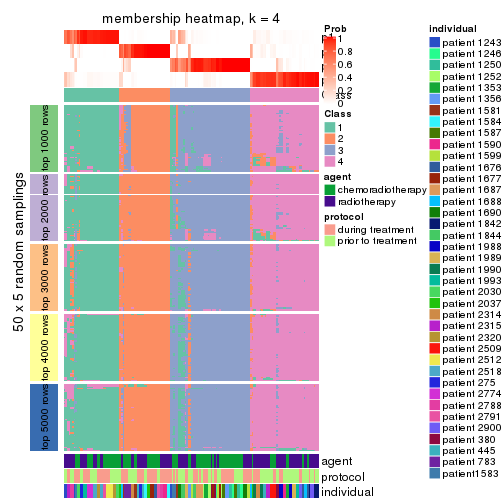 membership heatmap, k = 4
Prob
1
0.8
0.6
0.4
0.2
0
Class
1
2
3
4
agent
chemoradiotherapy
radiotherapy
protocol
during treatment
prior to treatment
individual
patient 1243
patient 1246
patient 1250
patient 1252
patient 1353
patient 1356
patient 1581
patient 1584
patient 1587
patient 1590
patient 1599
patient 1676
patient 1677
patient 1687
patient 1688
patient 1690
patient 1842
patient 1844
patient 1988
patient 1989
patient 1990
patient 1993
patient 2030
patient 2037
patient 2314
patient 2315
patient 2320
patient 2509
patient 2512
patient 2518
patient 275
patient 2774
patient 2788
patient 2791
patient 2900
patient 380
patient 445
patient 783
patient1583
50 x 5 random samplings
top 1000 rows
top 2000 rows
top 3000 rows
top 4000 rows
top 5000 rows
agent
protocol
individual